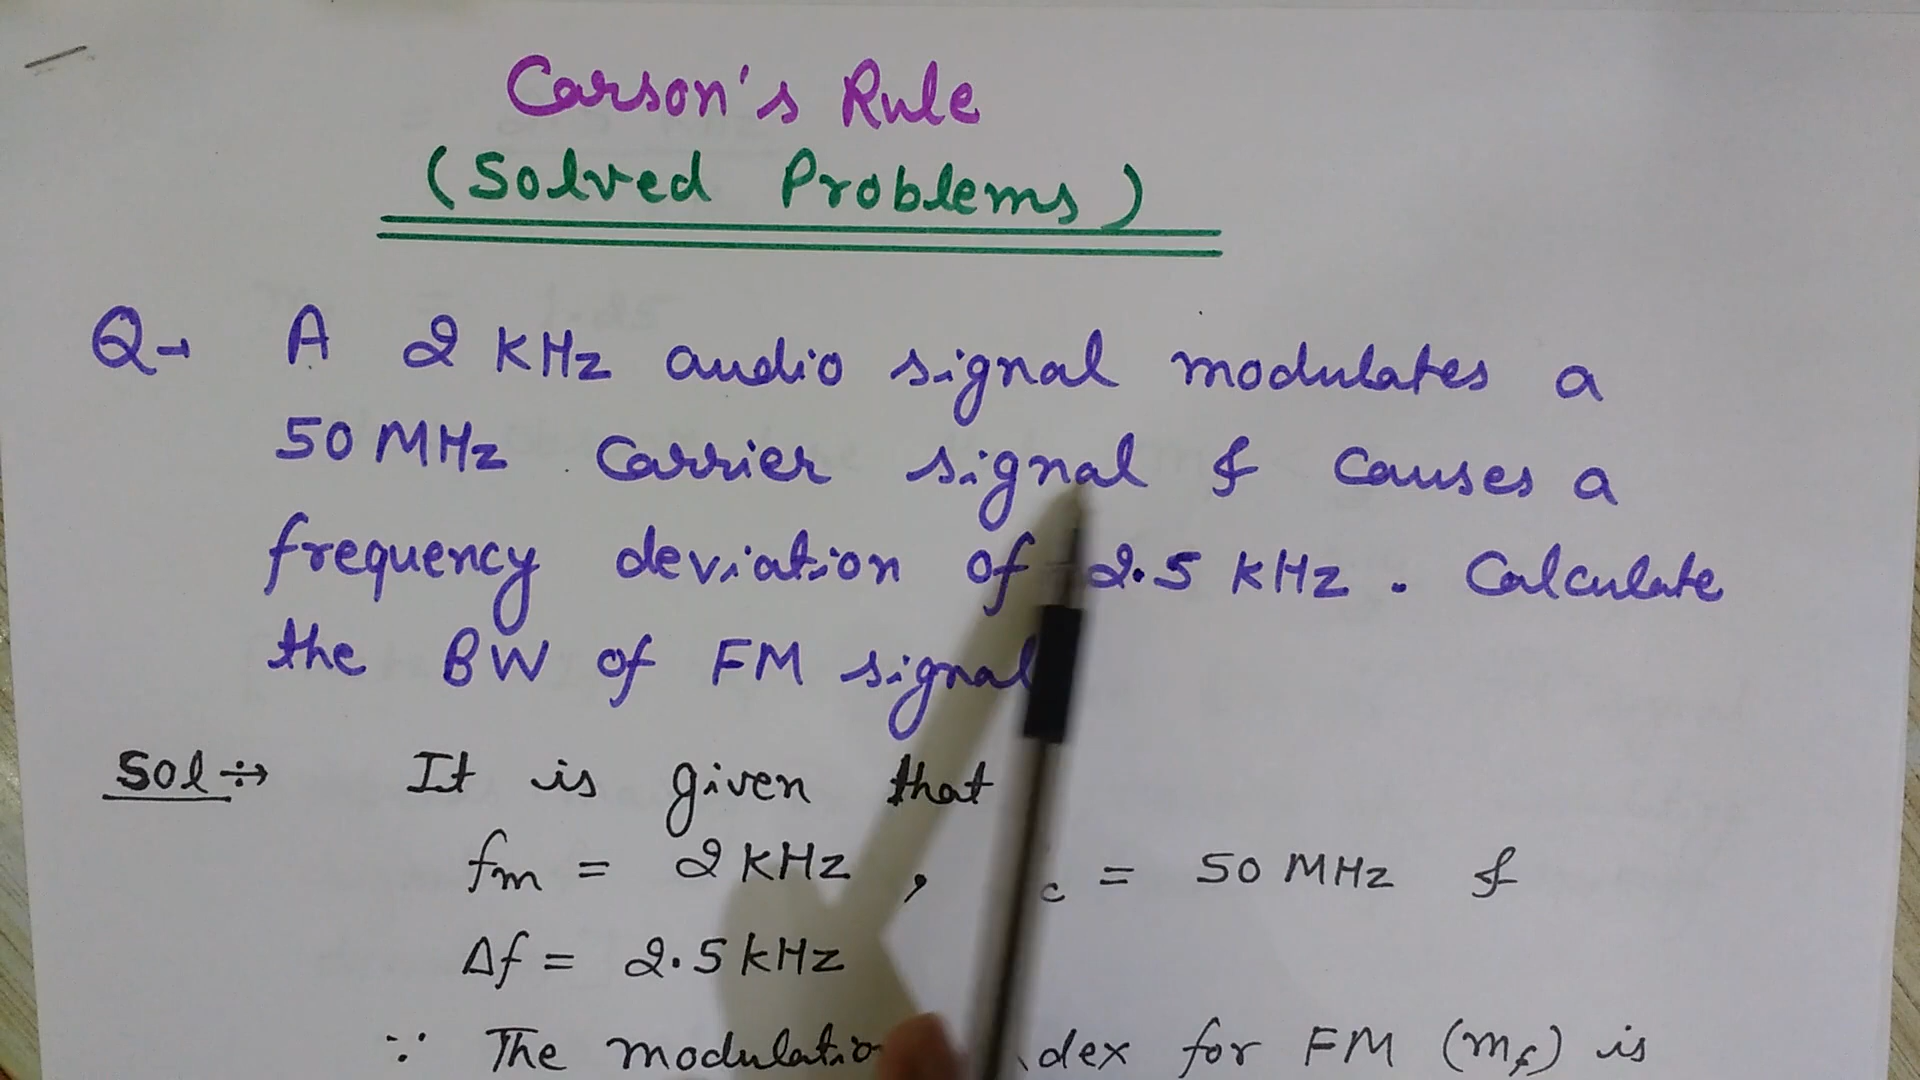 Carson's Rule
(Solved Problems)
Q→ A 2 KHz audio signal modulates a
50 MHz Carrier signal & causes a
frequency deviation of 2.5 KHz. Calculate
the BW of FM signal
Sol ÷→ It is given that
fm = 2 KHz, c = 50 MHz &
Δf = 2.5 KHz
∵ The modulatio dex for FM (mf) is